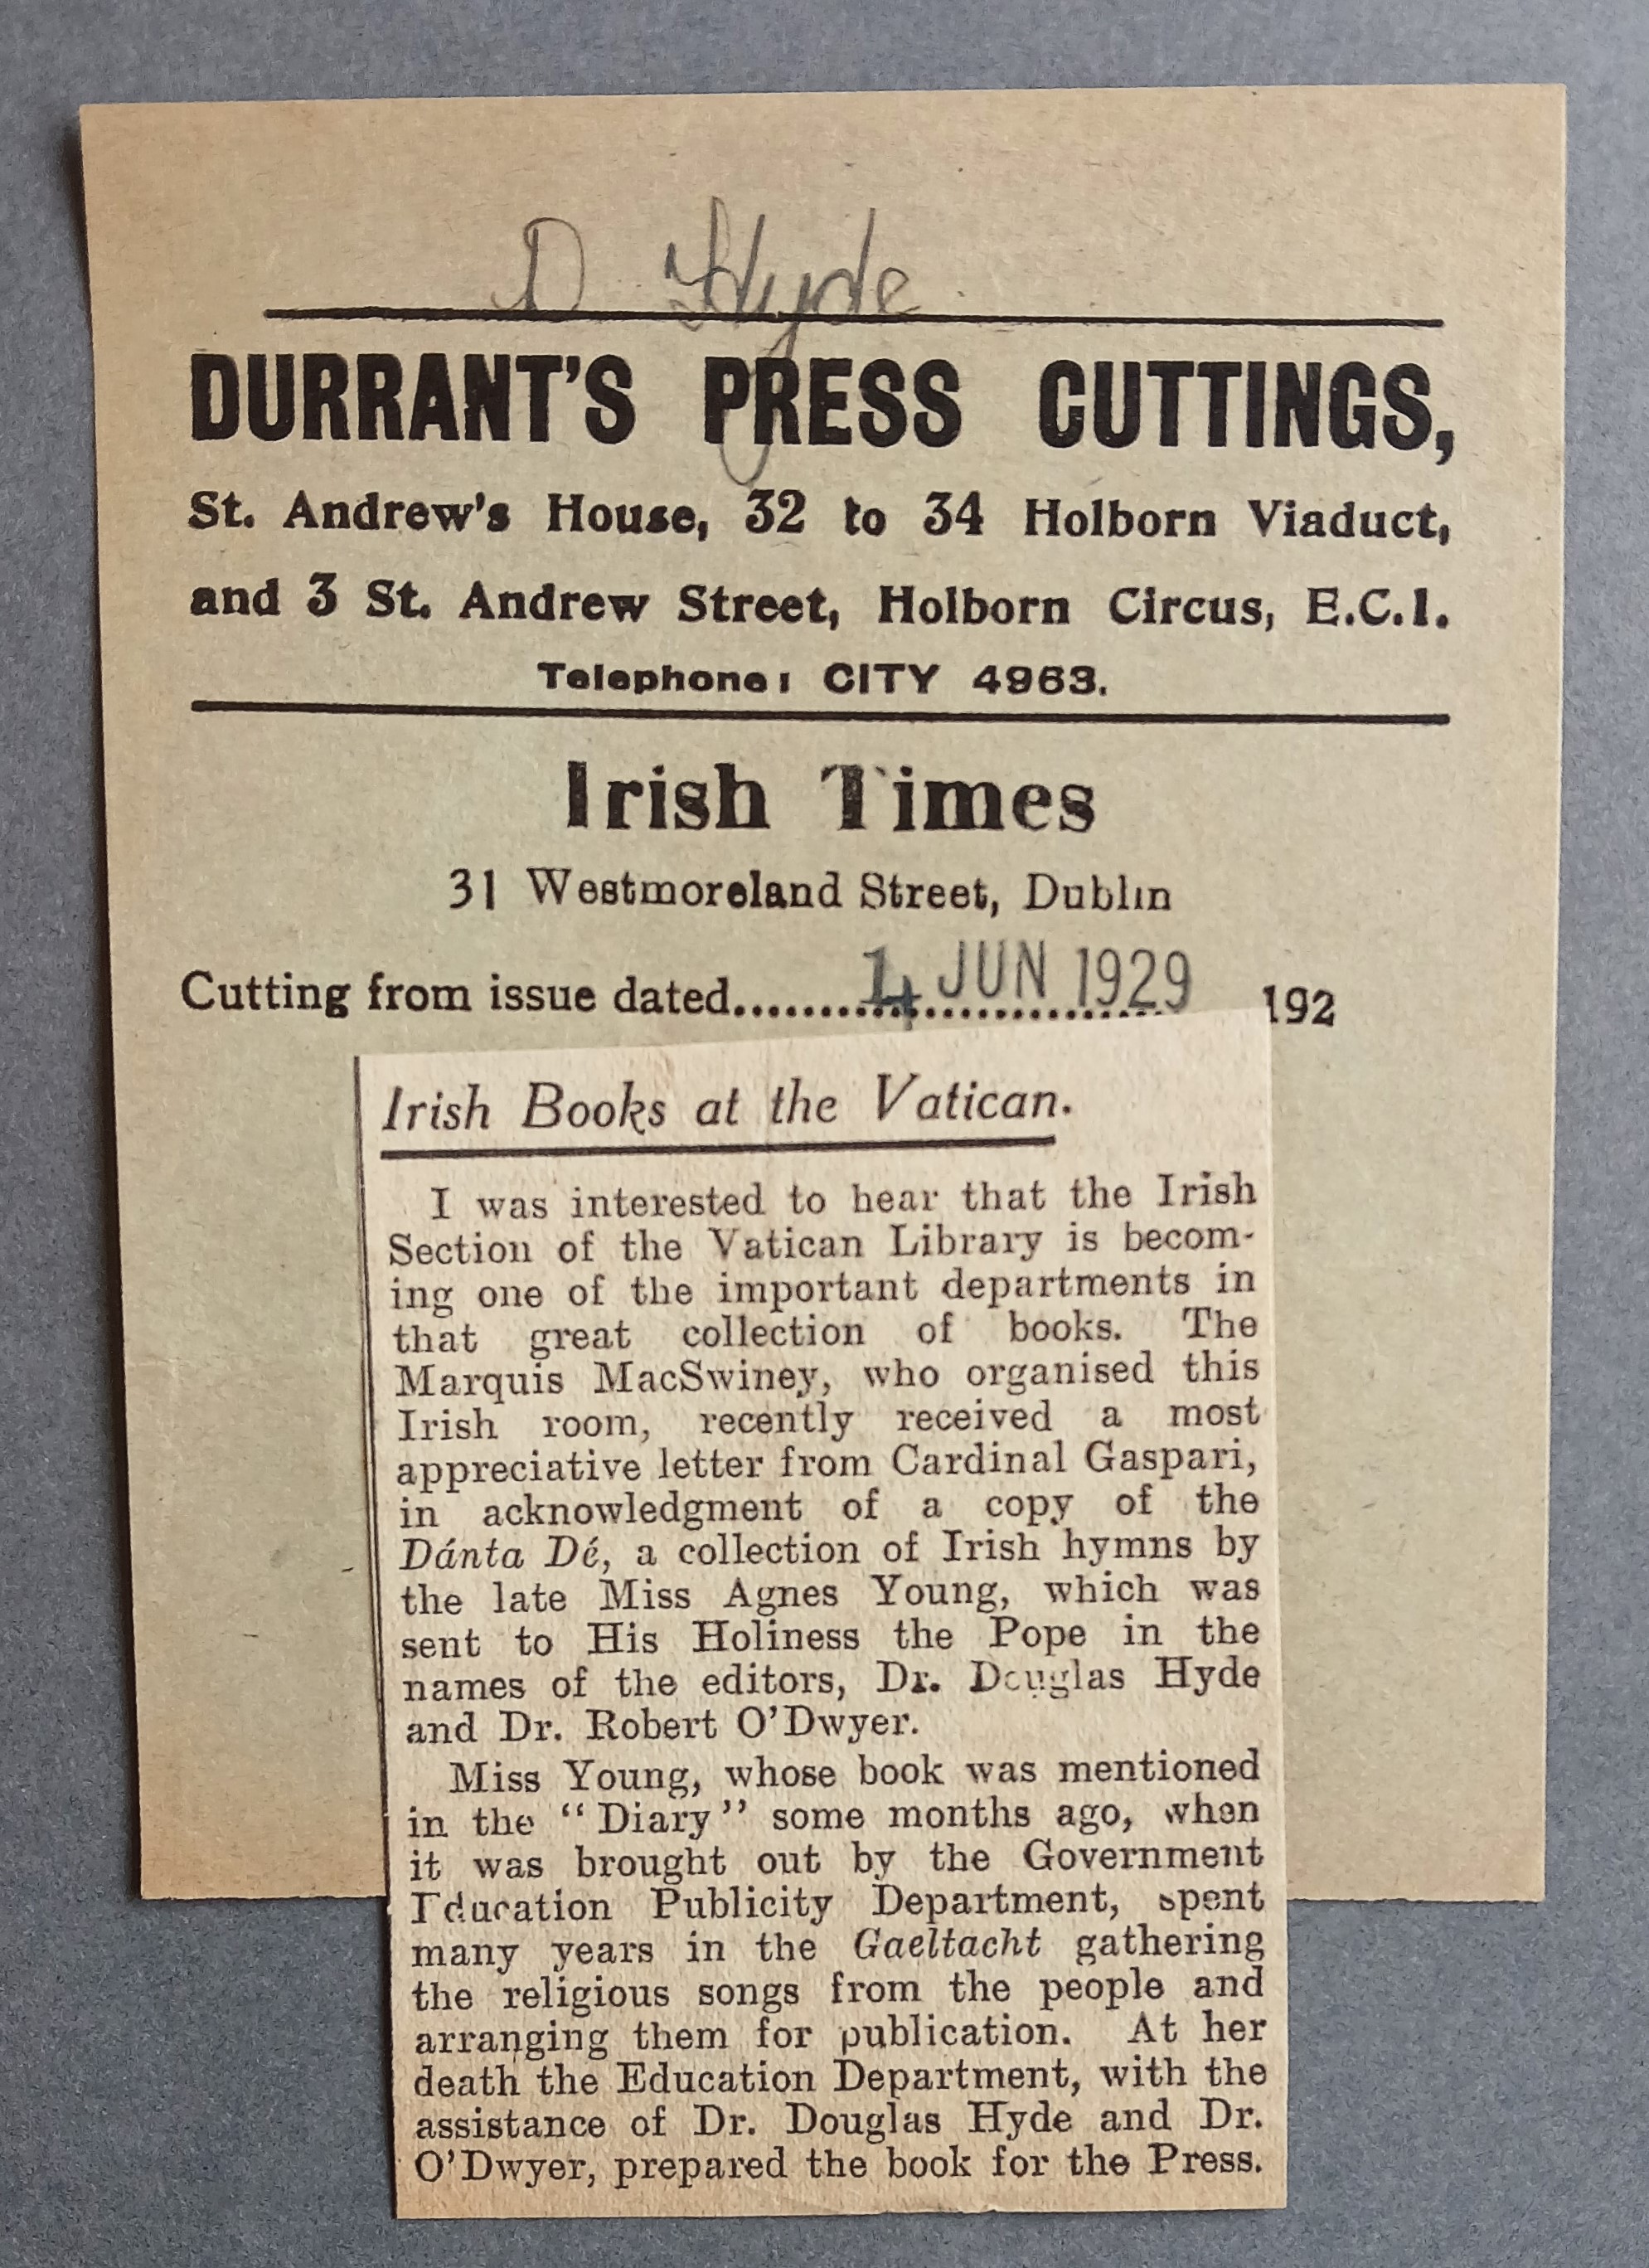 D. Hyde
DURRANT'S PRESS CUTTINGS,
St. Andrew's House, 32 to 34 Holborn Viaduct,
and 3 St. Andrew Street, Holborn Circus, E.C.1.
Telephone: CITY 4963.
Irish Times
31 Westmoreland Street, Dublin
Cutting from issue dated........14 JUN 1929 192
Irish Books at the Vatican.
I was interested to hear that the Irish
Section of the Vatican Library is becom-
ing one of the important departments in
that great collection of books. The
Marquis MacSwiney, who organised this
Irish room, recently received a most
appreciative letter from Cardinal Gaspari,
in acknowledgment of a copy of the
Dánta Dé, a collection of Irish hymns by
the late Miss Agnes Young, which was
sent to His Holiness the Pope in the
names of the editors, Dr. Douglas Hyde
and Dr. Robert O'Dwyer.
Miss Young, whose book was mentioned
in the "Diary" some months ago, when
it was brought out by the Government
Education Publicity Department, spent
many years in the Gaeltacht gathering
the religious songs from the people and
arranging them for publication. At her
death the Education Department, with the
assistance of Dr. Douglas Hyde and Dr.
O'Dwyer, prepared the book for the Press.